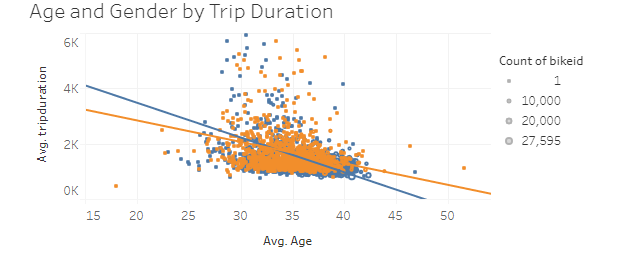 Age and Gender by Trip Duration
Avg. tripduration
6K
4K
2K
0K
15 20 25 30 35 40 45 50
Avg. Age
Count of bikeid
1
10,000
20,000
27,595